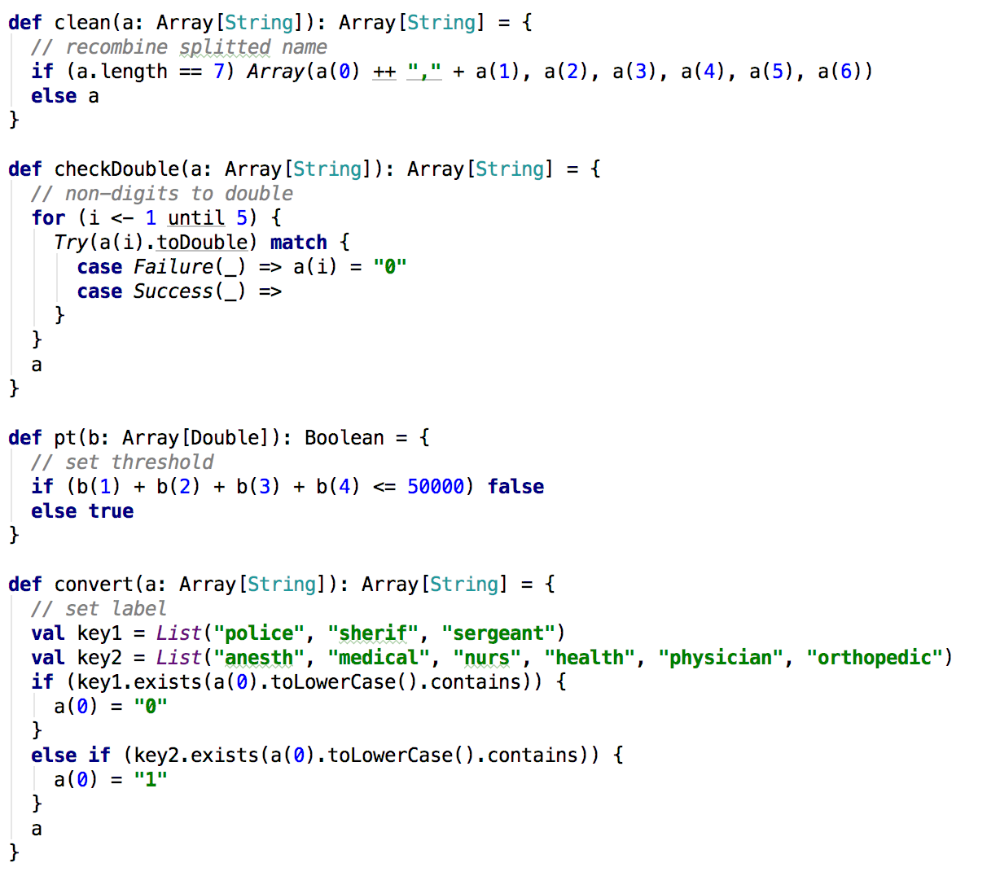 def clean(a: Array[String]): Array[String] = {
  // recombine splitted name
  if (a.length == 7) Array(a(0) ++ "," + a(1), a(2), a(3), a(4), a(5), a(6))
  else a
}

def checkDouble(a: Array[String]): Array[String] = {
  // non-digits to double
  for (i <- 1 until 5) {
    Try(a(i).toDouble) match {
      case Failure(_) => a(i) = "0"
      case Success(_) =>
    }
  }
  a
}

def pt(b: Array[Double]): Boolean = {
  // set threshold
  if (b(1) + b(2) + b(3) + b(4) <= 50000) false
  else true
}

def convert(a: Array[String]): Array[String] = {
  // set label
  val key1 = List("police", "sherif", "sergeant")
  val key2 = List("anesth", "medical", "nurs", "health", "physician", "orthopedic")
  if (key1.exists(a(0).toLowerCase().contains)) {
    a(0) = "0"
  }
  else if (key2.exists(a(0).toLowerCase().contains)) {
    a(0) = "1"
  }
  a
}